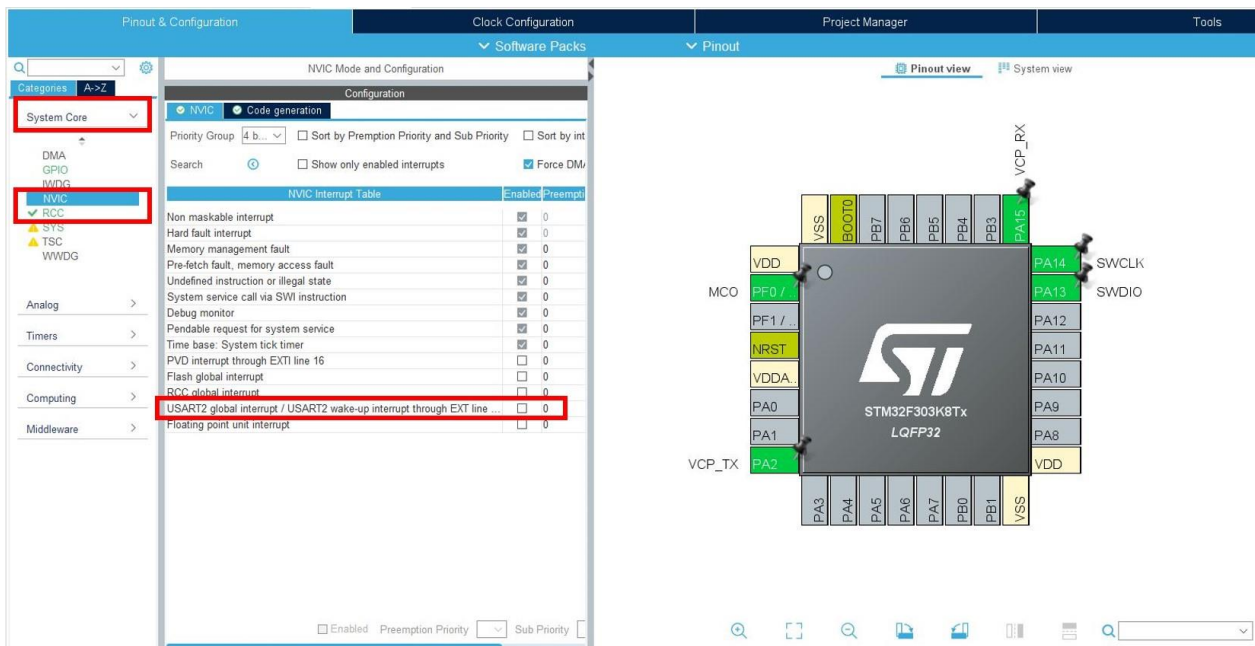 Pinout & Configuration
Clock Configuration
Project Manager
Tools
Software Packs
Pinout
NVIC Mode and Configuration
Pinout view
System view
Categories A->Z
Configuration
System Core
NVIC
Code generation
Priority Group 4 b... Sort by Premption Priority and Sub Priority Sort by int
DMA
GPIO
IWDG
NVIC
RCC
SYS
TSC
WWDG
Analog
Timers
Connectivity
Computing
Middleware
Search Show only enabled interrupts Force DMA
NVIC Interrupt Table Enabled Preempti
Non maskable interrupt 0
Hard fault interrupt 0
Memory management fault 0
Pre-fetch fault, memory access fault 0
Undefined instruction or illegal state 0
System service call via SWI instruction 0
Debug monitor 0
Pendable request for system service 0
Time base: System tick timer 0
PVD interrupt through EXTI line 16 0
Flash global interrupt 0
RCC global interrupt 0
USART2 global interrupt / USART2 wake-up interrupt through EXT line ... 0
Floating point unit interrupt 0
Enabled Preemption Priority Sub Priority
VCP_RX
VSS
BOOT0
PB7
PB6
PB5
PB4
PB3
PA15
VDD
MCO PF0 /
PF1 / ..
NRST
VDDA..
PA0
PA1
VCP_TX PA2
PA14 SWCLK
PA13 SWDIO
PA12
PA11
PA10
PA9
PA8
VDD
ST
STM32F303K8Tx
LQFP32
PA3
PA4
PA5
PA6
PA7
PB0
PB1
VSS